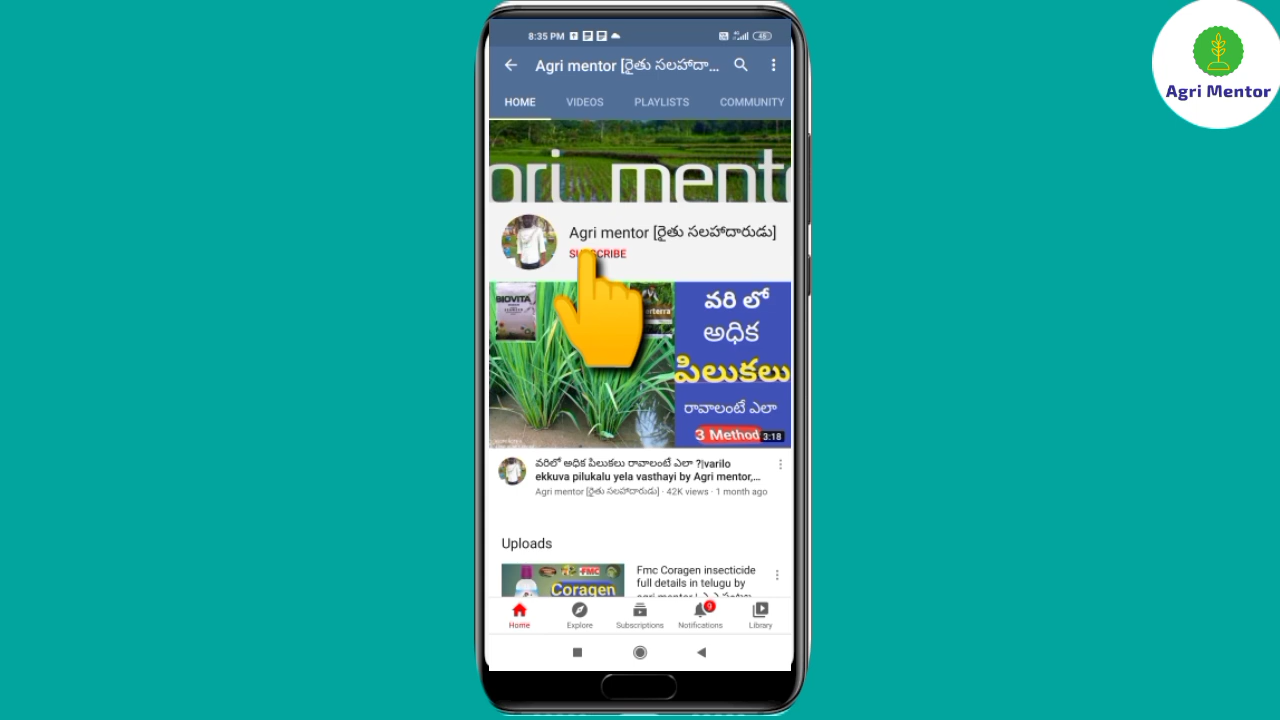 8:35 PM
48
Agri Mentor
Agri mentor [రైతు సలహాదా...
HOME VIDEOS PLAYLISTS COMMUNITY
Agri mentor [రైతు సలహాదారుడు]
BIOVITA
వరి లో
అధిక
పిలుకలు
రావాలంటే ఎలా
3 Method 3:18
వరిలో అధిక పిలుకలు రావాలంటే ఎలా ?|varilo
ekkuva pilukalu yela vasthayi by Agri mentor,...
Agri mentor [రైతు సలహాదారుడు] · 42K views · 1 month ago
Uploads
FMC
Coragen
Fmc Coragen insecticide
full details in telugu by
Home Explore Subscriptions Notifications 9 Library